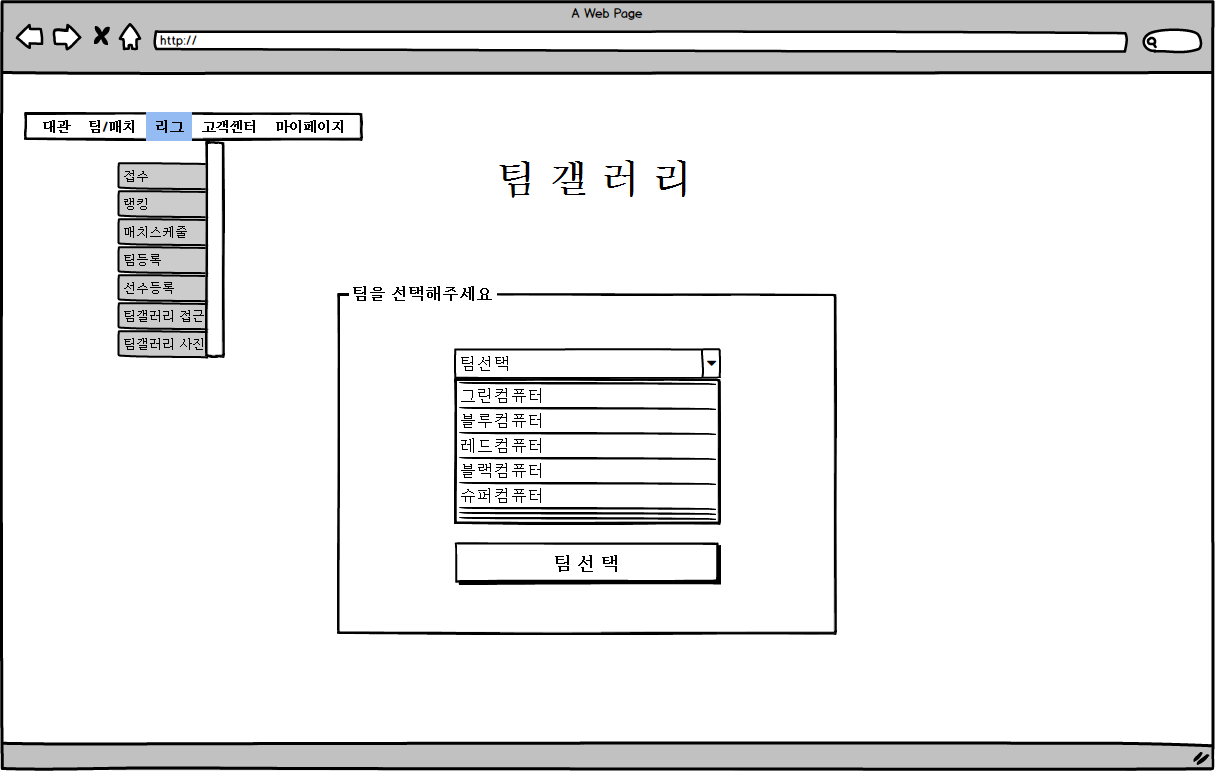 A Web Page
http://
대관 팀/매치 리그 고객센터 마이페이지
접수
랭킹
매치스케줄
팀등록
선수등록
팀갤러리 접근
팀갤러리 사진
팀 갤 러 리
팀을 선택해주세요
팀선택
그린컴퓨터
블루컴퓨터
레드컴퓨터
블랙컴퓨터
슈퍼컴퓨터
팀 선 택